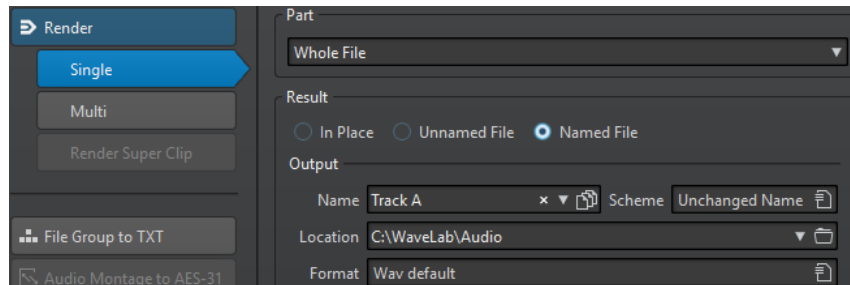 Render
Single
Multi
Render Super Clip
File Group to TXT
Audio Montage to AES-31
Part
Whole File
Result
In Place Unnamed File Named File
Output
Name Track A Scheme Unchanged Name
Location C:\WaveLab\Audio
Format Wav default